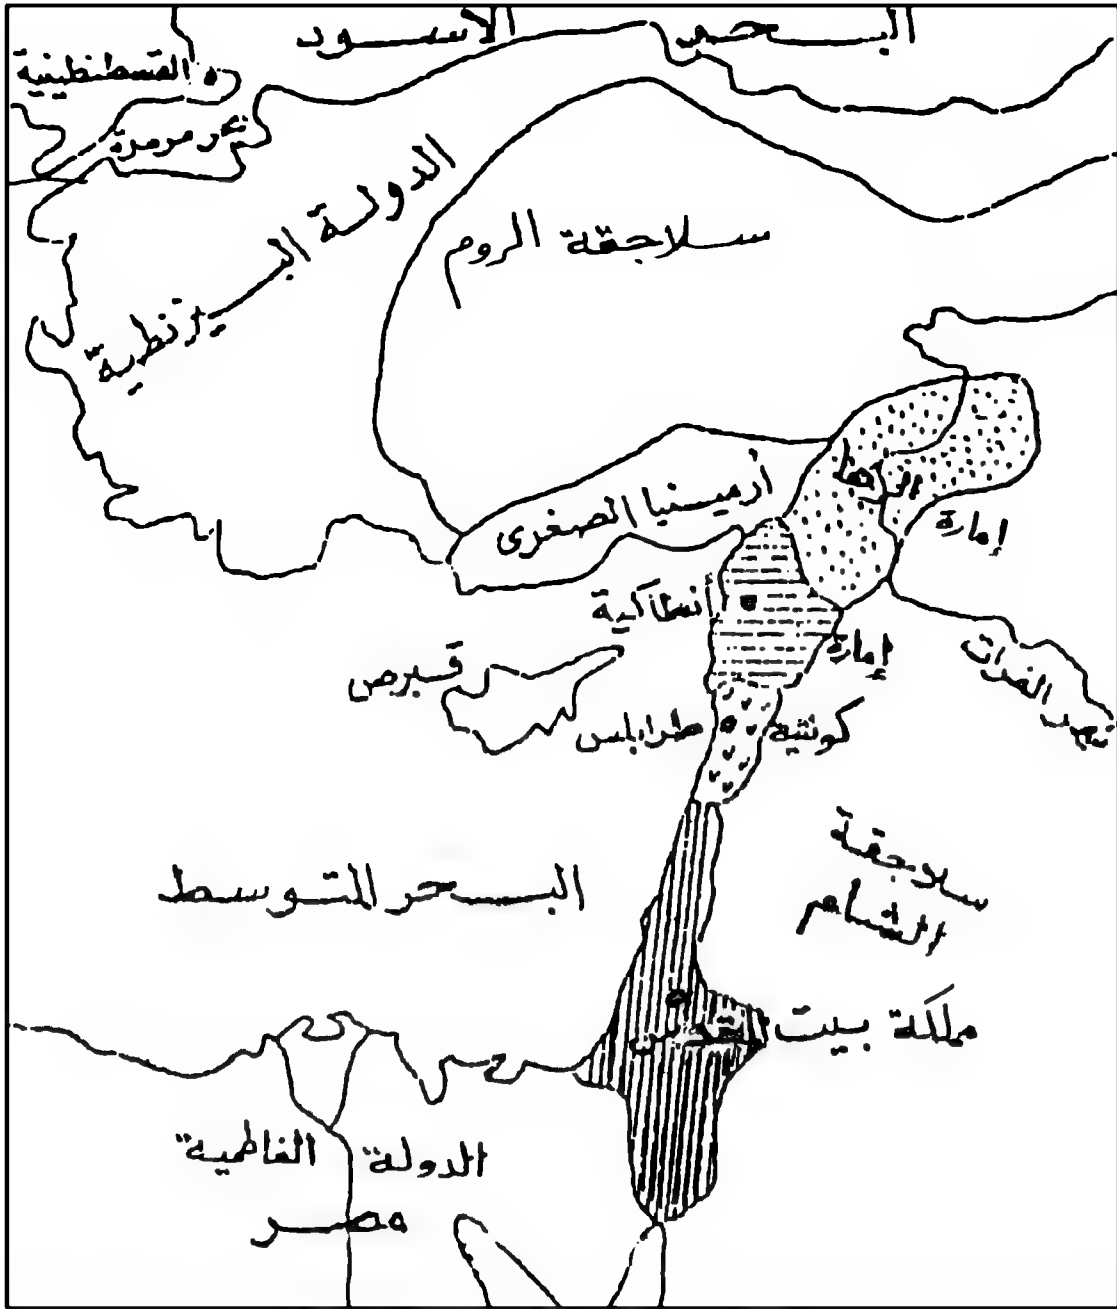 البحر الأسود
القسطنطينية
بحر مرمرة
الدولة البيزنطية
سلاجقة الروم
أرمينيا الصغرى
إمارة الرها
إمارة أنطاكية
نهر الفرات
قبرص
كونتية طرابلس
سلاجقة
الشام
البحر المتوسط
مملكة بيت المقدس
الدولة الفاطمية
مصر